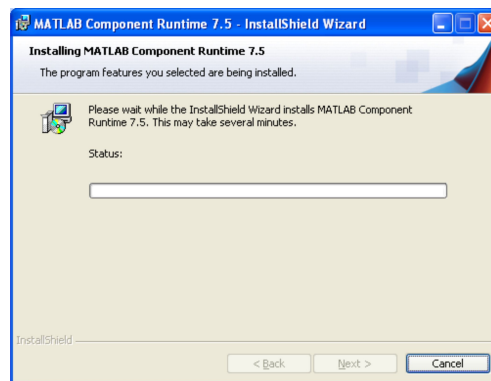 MATLAB Component Runtime 7.5 - InstallShield Wizard
Installing MATLAB Component Runtime 7.5
The program features you selected are being installed.
Please wait while the InstallShield Wizard installs MATLAB Component
Runtime 7.5. This may take several minutes.
Status:
InstallShield
< Back Next > Cancel